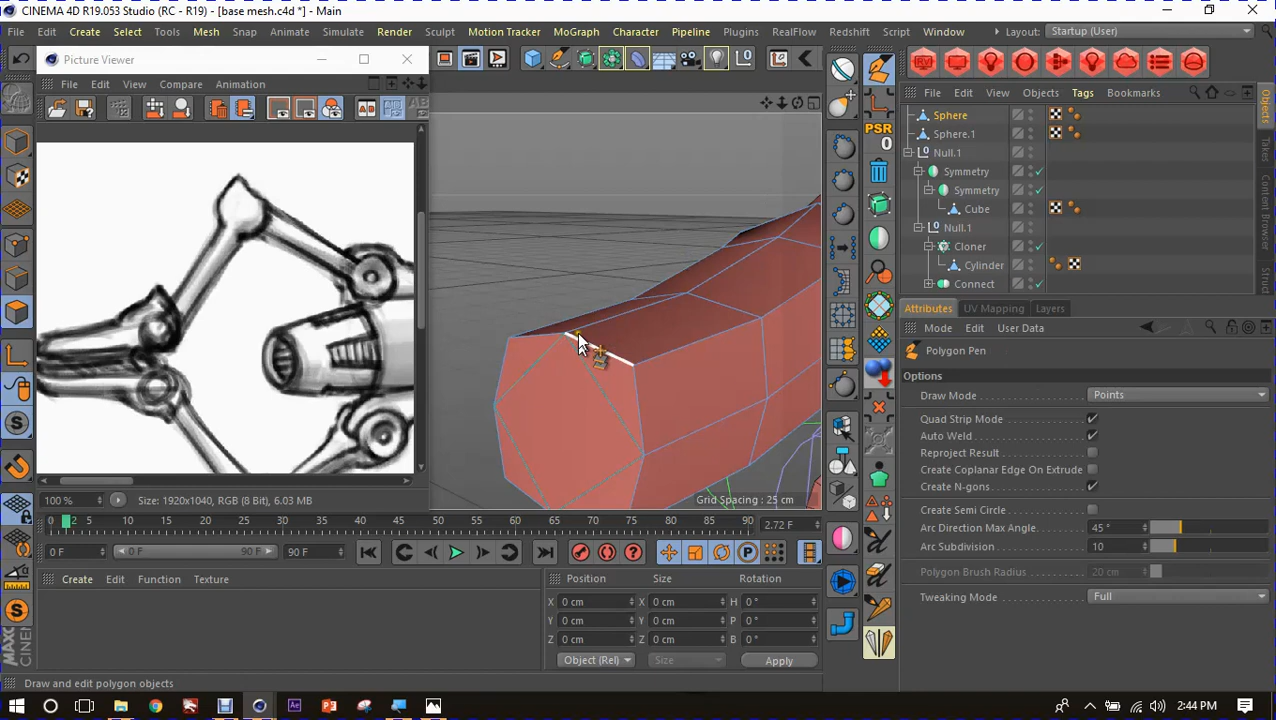 CINEMA 4D R19.053 Studio (RC - R19) - [base mesh.c4d *] - Main
File Edit Create Select Tools Mesh Snap Animate Simulate Render Sculpt Motion Tracker MoGraph Character Pipeline Plugins RealFlow Redshift Script Window Layout: Startup (User)
Picture Viewer
File Edit View Compare Animation
File Edit View Objects Tags Bookmarks
PSR
0
Sphere
Sphere.1
Null.1
Symmetry
Symmetry
Cube
Null.1
Cloner
Cylinder
Connect
Objects
Takes
Content Browser
Struct
Attributes UV Mapping Layers
Mode Edit User Data
Polygon Pen
Options
Draw Mode Points
Quad Strip Mode
Auto Weld
Reproject Result
Create Coplanar Edge On Extrude
Create N-gons
Create Semi Circle
Arc Direction Max Angle 45 °
Arc Subdivision 10
Polygon Brush Radius 20 cm
Tweaking Mode Full
Grid Spacing : 25 cm
100 % Size: 1920x1040, RGB (8 Bit), 6.03 MB
0 2 5 10 15 20 25 30 35 40 45 50 55 60 65 70 75 80 85 90 2.72 F
0 F 0 F 90 F 90 F
Create Edit Function Texture
Position Size Rotation
X 0 cm X 0 cm H 0 °
Y 0 cm Y 0 cm P 0 °
Z 0 cm Z 0 cm B 0 °
Object (Rel) Size Apply
MAXON CINEMA 4D
Draw and edit polygon objects
2:44 PM